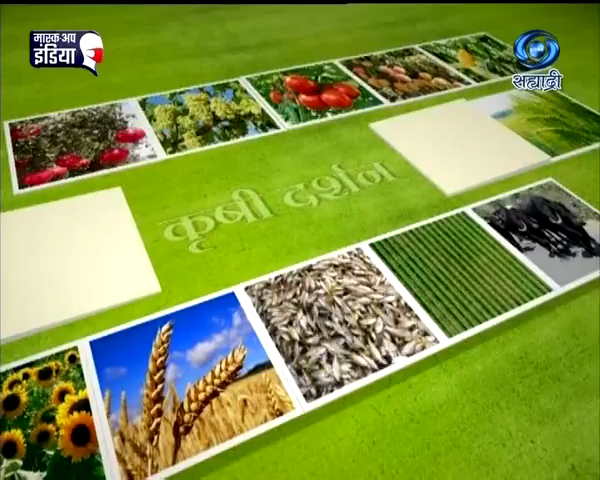 मास्क अप
इंडिया
सह्याद्री
कृषी दर्शन